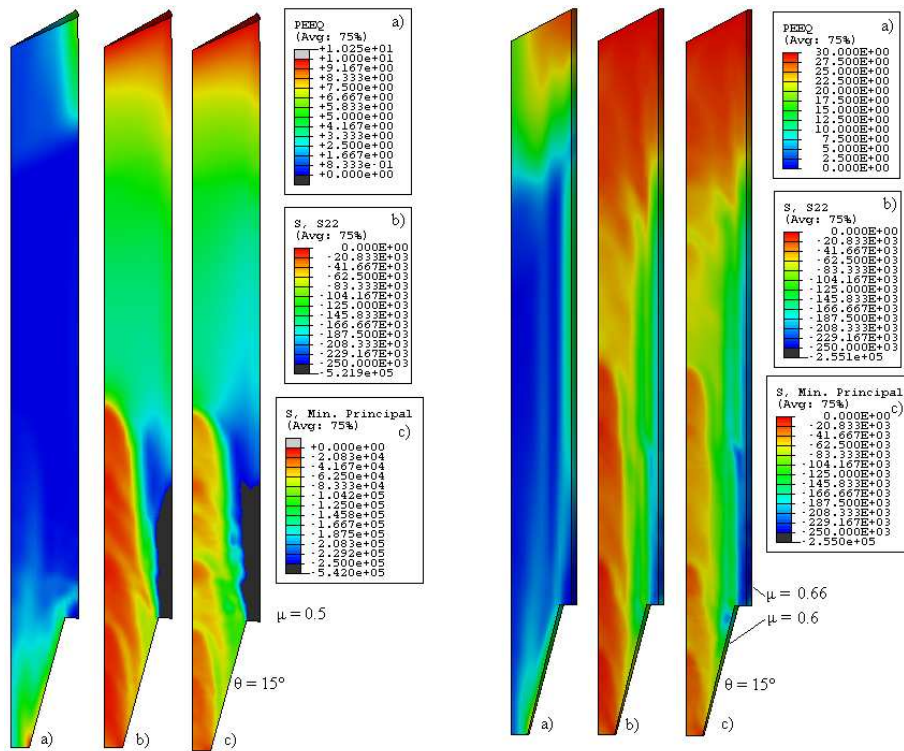 PEEQ a)
(Avg: 75%)
+1.025e+01
+1.000e+01
+9.167e+00
+8.333e+00
+7.500e+00
+6.667e+00
+5.833e+00
+5.000e+00
+4.167e+00
+3.333e+00
+2.500e+00
+1.667e+00
+8.333e-01
+0.000e+00
S, S22 b)
(Avg: 75%)
0.000E+00
-20.833E+03
-41.667E+03
-62.500E+03
-83.333E+03
-104.167E+03
-125.000E+03
-145.833E+03
-166.667E+03
-187.500E+03
-208.333E+03
-229.167E+03
-250.000E+03
-5.219e+05
S, Min. Principal
(Avg: 75%) c)
+0.000e+00
-2.083e+04
-4.167e+04
-6.250e+04
-8.333e+04
-1.042e+05
-1.250e+05
-1.458e+05
-1.667e+05
-1.875e+05
-2.083e+05
-2.292e+05
-2.500e+05
-5.420e+05
μ = 0.5
θ = 15°
a) b) c)
PEEQ a)
(Avg: 75%)
30.000E+00
27.500E+00
25.000E+00
22.500E+00
20.000E+00
17.500E+00
15.000E+00
12.500E+00
10.000E+00
7.500E+00
5.000E+00
2.500E+00
0.000E+00
S, S22 b)
(Avg: 75%)
0.000E+00
-20.833E+03
-41.667E+03
-62.500E+03
-83.333E+03
-104.167E+03
-125.000E+03
-145.833E+03
-166.667E+03
-187.500E+03
-208.333E+03
-229.167E+03
-250.000E+03
-2.551e+05
S, Min. Principal c)
(Avg: 75%)
0.000E+00
-20.833E+03
-41.667E+03
-62.500E+03
-83.333E+03
-104.167E+03
-125.000E+03
-145.833E+03
-166.667E+03
-187.500E+03
-208.333E+03
-229.167E+03
-250.000E+03
-2.550e+05
μ = 0.66
μ = 0.6
θ = 15°
a) b) c)